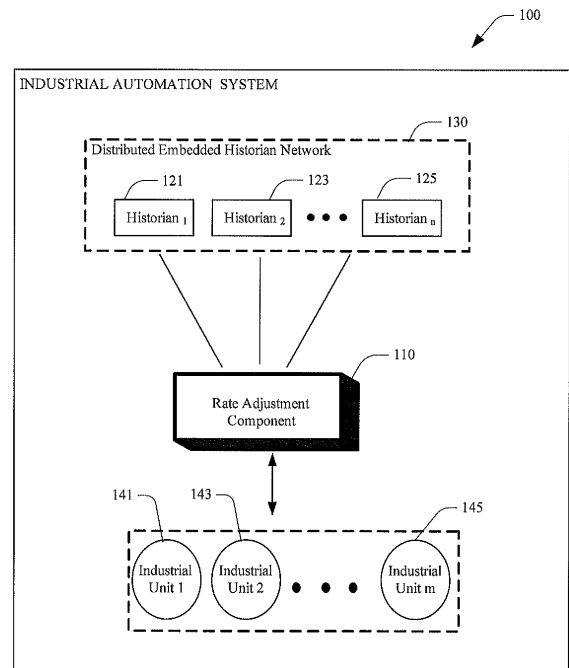 100
INDUSTRIAL AUTOMATION SYSTEM
130
Distributed Embedded Historian Network
121
123
125
Historian 1
Historian 2
Historian n
110
Rate Adjustment
Component
141
143
145
Industrial
Unit 1
Industrial
Unit 2
Industrial
Unit m